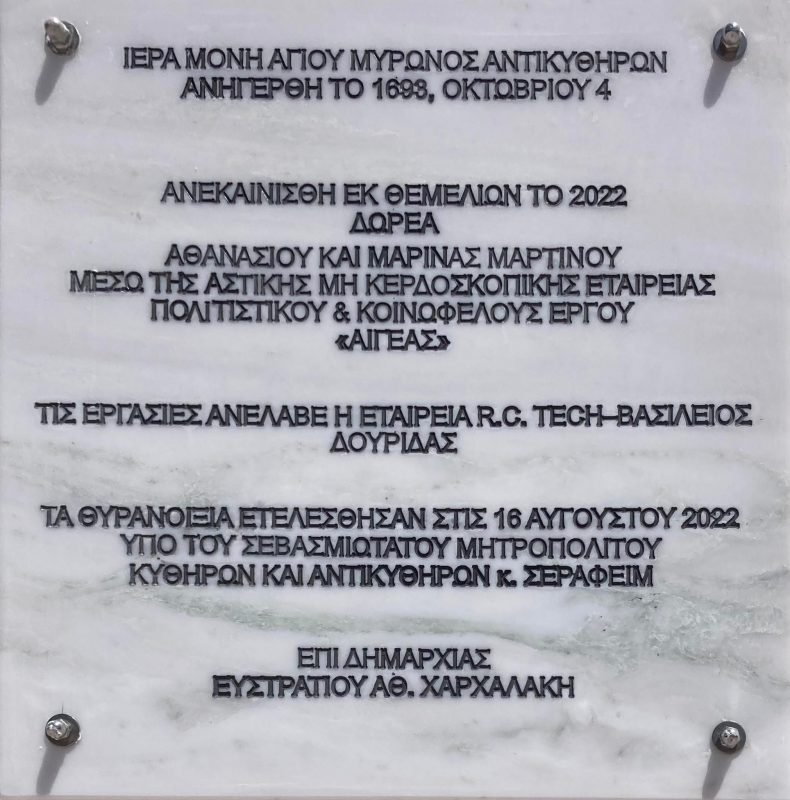 ΙΕΡΑ ΜΟΝΗ ΑΓΙΟΥ ΜΥΡΩΝΟΣ ΑΝΤΙΚΥΘΗΡΩΝ
ΑΝΗΓΕΡΘΗ ΤΟ 1693, ΟΚΤΩΒΡΙΟΥ 4
ΑΝΕΚΑΙΝΙΣΘΗ ΕΚ ΘΕΜΕΛΙΩΝ ΤΟ 2022
ΔΩΡΕΑ
ΑΘΑΝΑΣΙΟΥ ΚΑΙ ΜΑΡΙΝΑΣ ΜΑΡΤΙΝΟΥ
ΜΕΣΩ ΤΗΣ ΑΣΤΙΚΗΣ ΜΗ ΚΕΡΔΟΣΚΟΠΙΚΗΣ ΕΤΑΙΡΕΙΑΣ
ΠΟΛΙΤΙΣΤΙΚΟΥ & ΚΟΙΝΩΦΕΛΟΥΣ ΕΡΓΟΥ
«ΑΙΓΕΑΣ»
ΤΙΣ ΕΡΓΑΣΙΕΣ ΑΝΕΛΑΒΕ Η ΕΤΑΙΡΕΙΑ R.C. TECH–ΒΑΣΙΛΕΙΟΣ
ΔΟΥΡΙΔΑΣ
ΤΑ ΘΥΡΑΝΟΙΞΙΑ ΕΤΕΛΕΣΘΗΣΑΝ ΣΤΙΣ 16 ΑΥΓΟΥΣΤΟΥ 2022
ΥΠΟ ΤΟΥ ΣΕΒΑΣΜΙΩΤΑΤΟΥ ΜΗΤΡΟΠΟΛΙΤΟΥ
ΚΥΘΗΡΩΝ ΚΑΙ ΑΝΤΙΚΥΘΗΡΩΝ κ. ΣΕΡΑΦΕΙΜ
ΕΠΙ ΔΗΜΑΡΧΙΑΣ
ΕΥΣΤΡΑΤΙΟΥ ΑΘ. ΧΑΡΧΑΛΑΚΗ